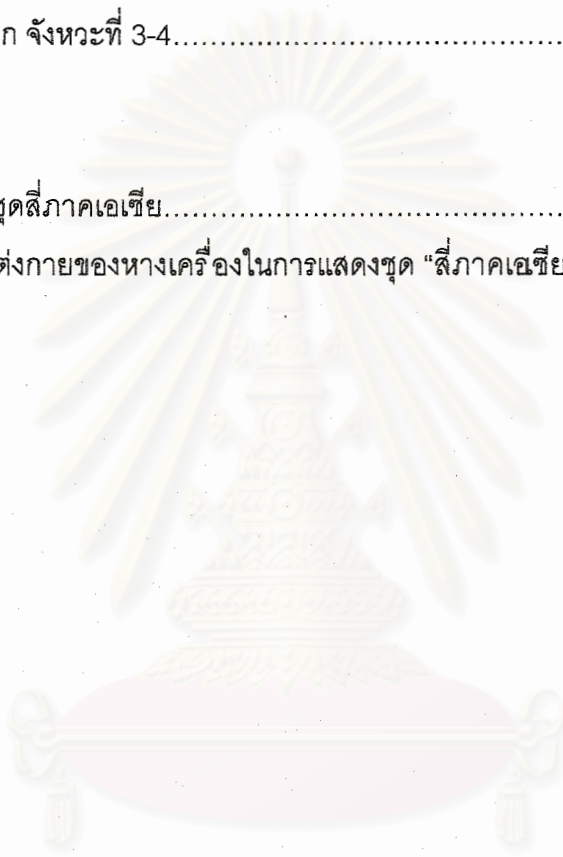 ก จังหวะที่ 3-4........................................
ชุดสี่ภาคเอเชีย........................................
ต่งกายของหางเครื่องในการแสดงชุด “สี่ภาคเอเชีย